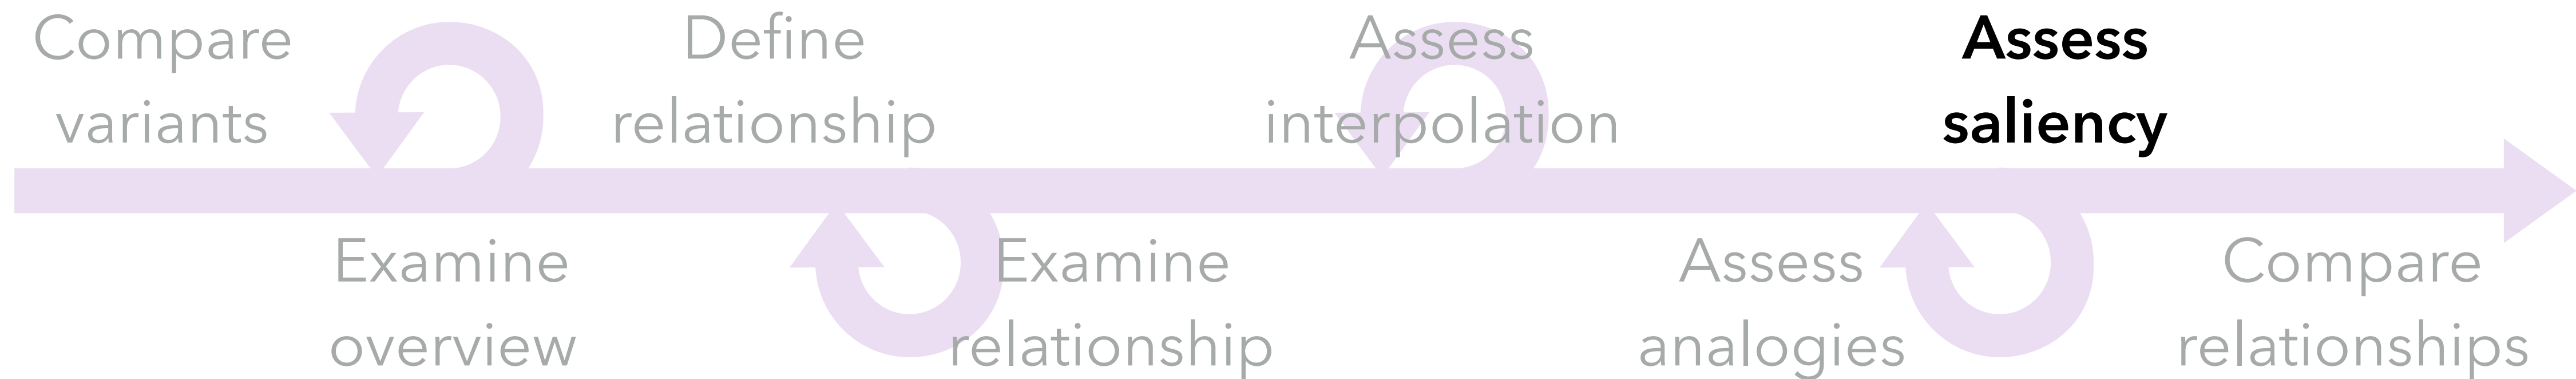 Compare
variants
Examine
overview
Define
relationship
Examine
relationship
Assess
interpolation
Assess
analogies
Assess
saliency
Compare
relationships